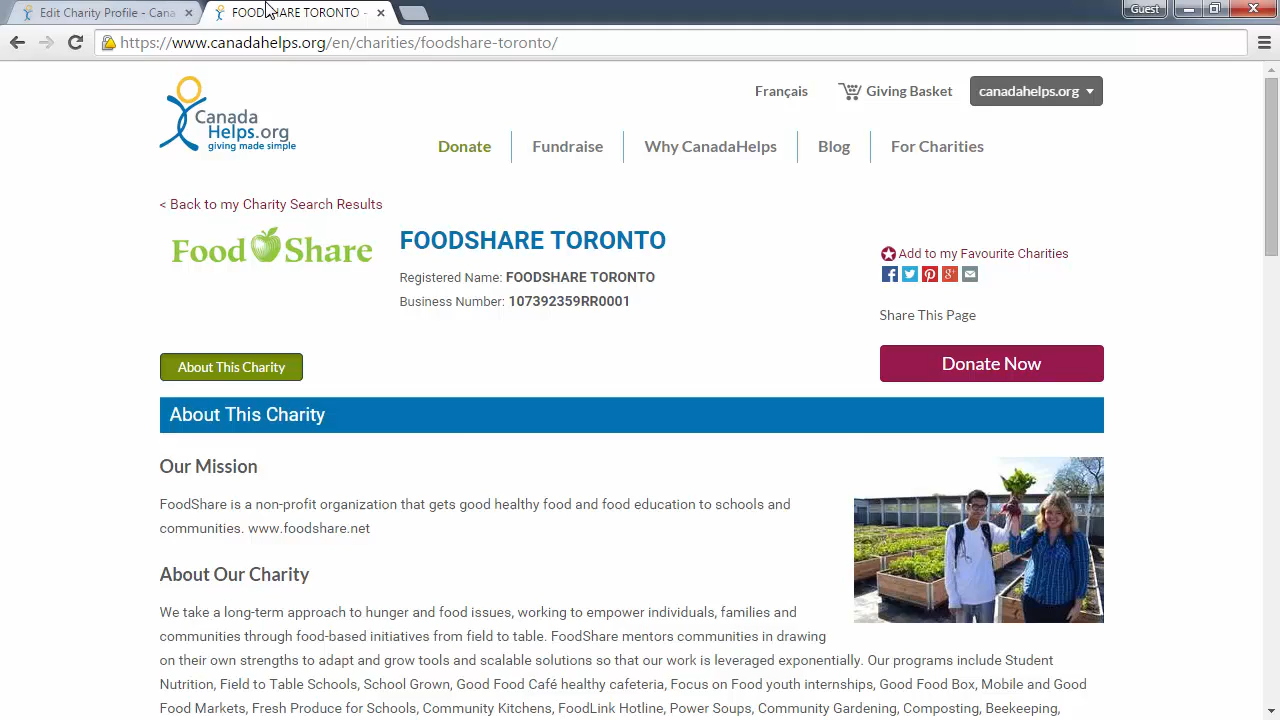 Edit Charity Profile - Cana
FOODSHARE TORONTO -
Guest
https://www.canadahelps.org/en/charities/foodshare-toronto/
Canada
Helps.org
giving made simple
Français
Giving Basket
canadahelps.org
Donate
Fundraise
Why CanadaHelps
Blog
For Charities
< Back to my Charity Search Results
Food Share
FOODSHARE TORONTO
Registered Name: FOODSHARE TORONTO
Business Number: 107392359RR0001
Add to my Favourite Charities
Share This Page
About This Charity
Donate Now
About This Charity
Our Mission
FoodShare is a non-profit organization that gets good healthy food and food education to schools and
communities. www.foodshare.net
About Our Charity
We take a long-term approach to hunger and food issues, working to empower individuals, families and
communities through food-based initiatives from field to table. FoodShare mentors communities in drawing
on their own strengths to adapt and grow tools and scalable solutions so that our work is leveraged exponentially. Our programs include Student
Nutrition, Field to Table Schools, School Grown, Good Food Café healthy cafeteria, Focus on Food youth internships, Good Food Box, Mobile and Good
Food Markets, Fresh Produce for Schools, Community Kitchens, FoodLink Hotline, Power Soups, Community Gardening, Composting, Beekeeping,